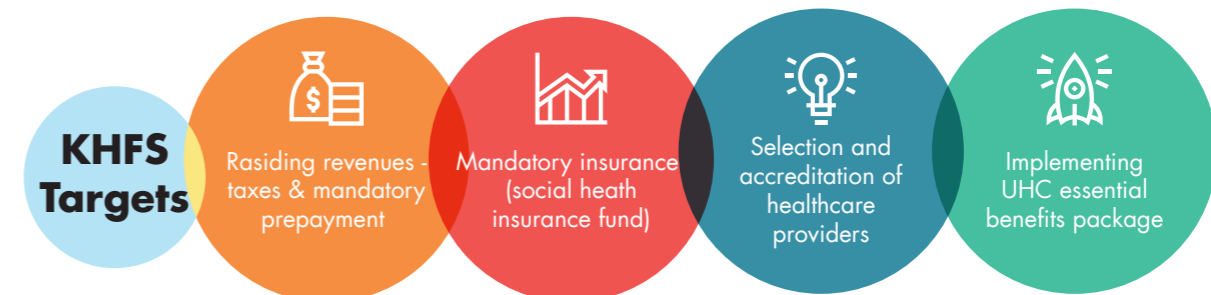 KHFS
Targets
Rasiding revenues -
taxes & mandatory
prepayment
Mandatory insurance
(social heath
insurance fund)
Selection and
accreditation of
healthcare
providers
Implementing
UHC essential
benefits package